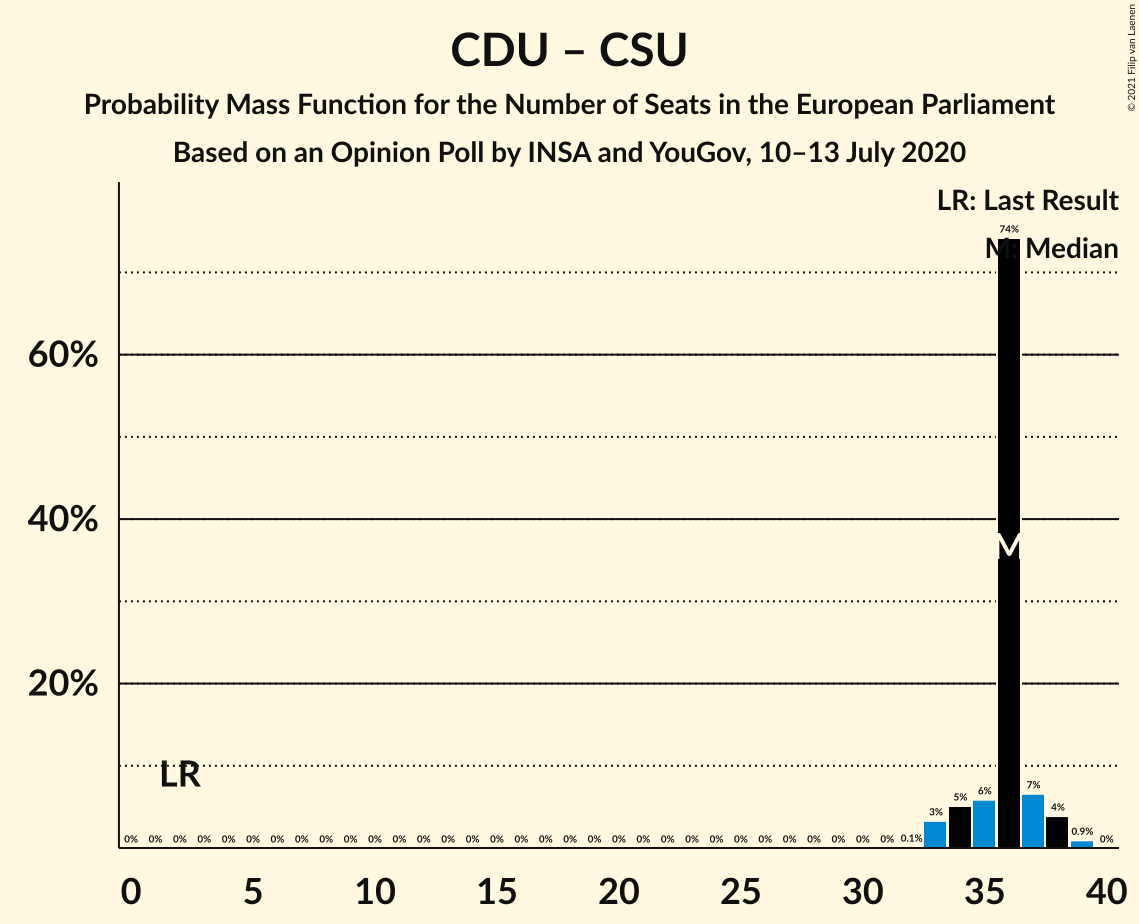 CDU – CSU
Probability Mass Function for the Number of Seats in the European Parliament
Based on an Opinion Poll by INSA and YouGov, 10–13 July 2020
© 2021 Filip van Laenen
LR: Last Result
74%
M: Median
60%
40%
M
20%
LR
0% 0% 0% 0% 0% 0% 0% 0% 0% 0% 0% 0% 0% 0% 0% 0% 0% 0% 0% 0% 0% 0% 0% 0% 0% 0% 0% 0% 0% 0% 0% 0% 0.1% 3% 5% 6% 7% 4% 0.9% 0%
0 5 10 15 20 25 30 35 40